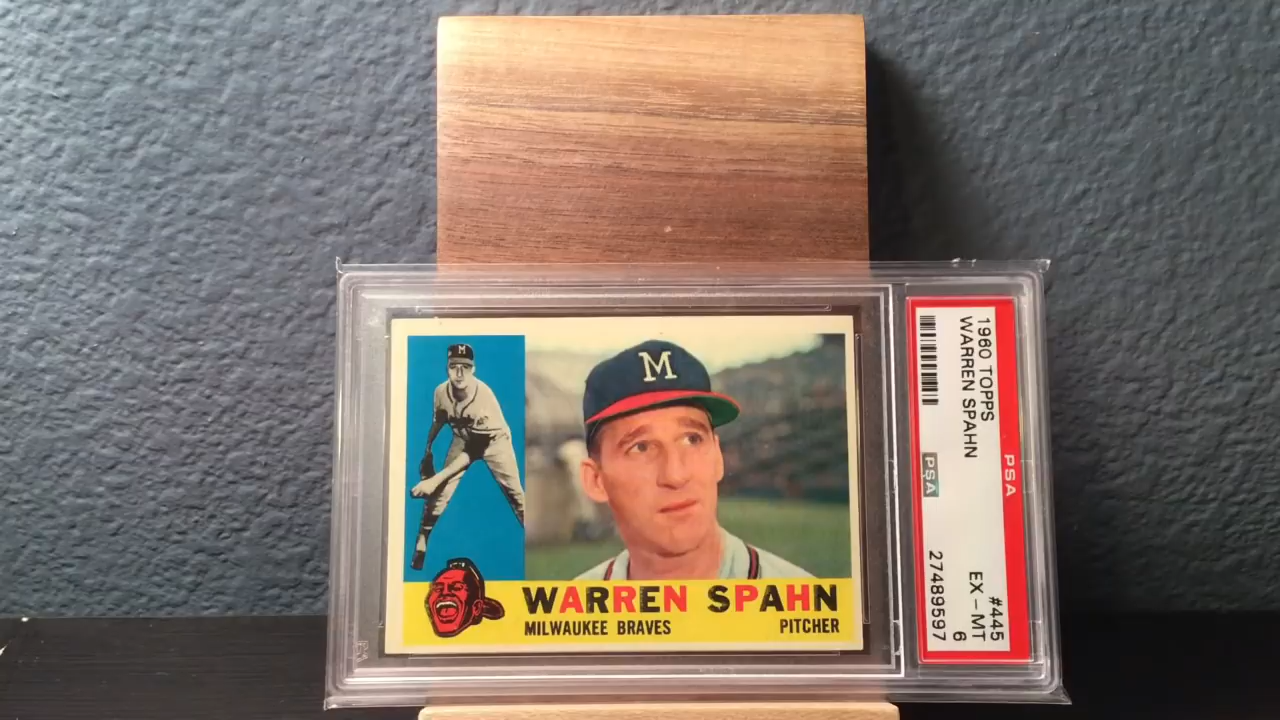 M
M
WARREN SPAHN
MILWAUKEE BRAVES PITCHER
1960 TOPPS #445
WARREN SPAHN EX-MT
6
PSA
27489597
PSA